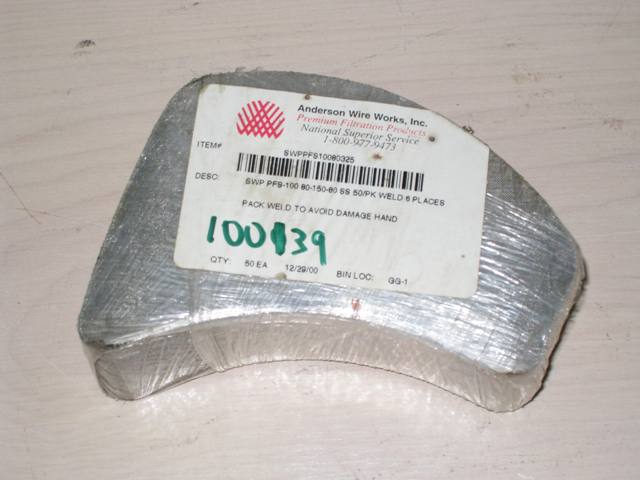 Anderson Wire Works, Inc.
Premium Filtration Products
National Superior Service
1-800-977-9473
ITEM# SWPPFS10080325
DESC: SWP PFS-100 80-150-80 SS 50/PK WELD 6 PLACES
PACK WELD TO AVOID DAMAGE HAND
100139
QTY: 50 EA 12/29/00 BIN LOC: GG-1